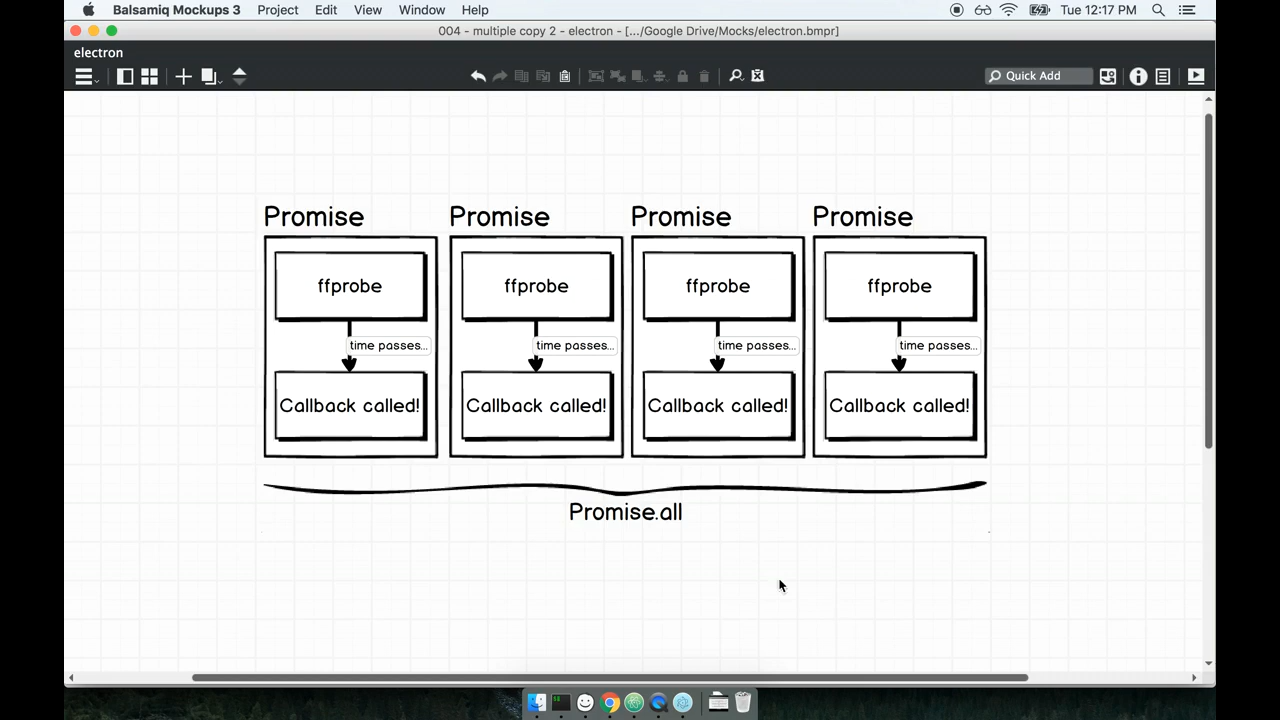 Balsamiq Mockups 3 Project Edit View Window Help Tue 12:17 PM
004 - multiple copy 2 - electron - [.../Google Drive/Mocks/electron.bmpr]
electron
Quick Add
Promise Promise Promise Promise
ffprobe ffprobe ffprobe ffprobe
time passes... time passes... time passes... time passes...
Callback called! Callback called! Callback called! Callback called!
Promise.all